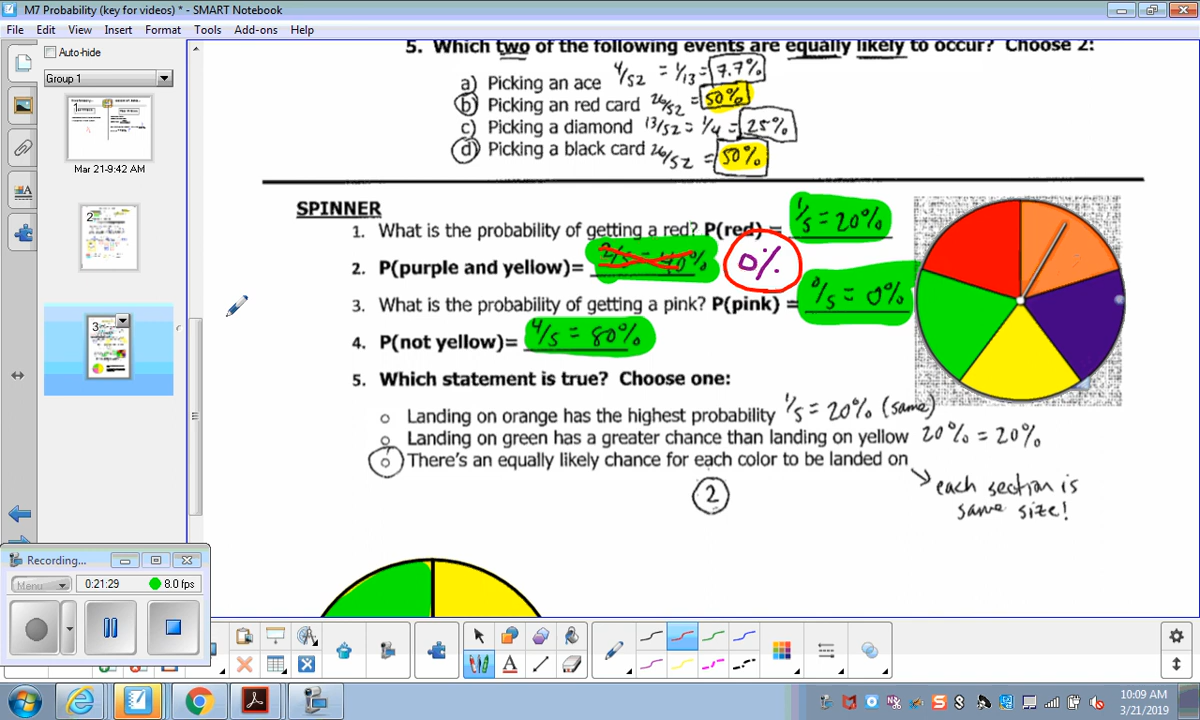 M7 Probability (key for videos) * - SMART Notebook
File Edit View Insert Format Tools Add-ons Help
Auto-hide
Group 1
1
Mar 21-9:42 AM
2
3
5. Which two of the following events are equally likely to occur? Choose 2:
a) Picking an ace 4/52 = 1/13 = 7.7%
b) Picking an red card 26/52 = 50%
c) Picking a diamond 13/52 = 1/4 = 25%
d) Picking a black card 26/52 = 50%
SPINNER
1. What is the probability of getting a red? P(red) = 1/5 = 20%
2. P(purple and yellow)= 2/5 = 40% 0%
3. What is the probability of getting a pink? P(pink) = 0/5 = 0%
4. P(not yellow)= 4/5 = 80%
5. Which statement is true? Choose one:
o Landing on orange has the highest probability 1/5 = 20% (same)
o Landing on green has a greater chance than landing on yellow 20% = 20%
o There's an equally likely chance for each color to be landed on
each section is
same size!
2
Recording...
Menu 0:21:29 8.0 fps
A
10:09 AM
3/21/2019